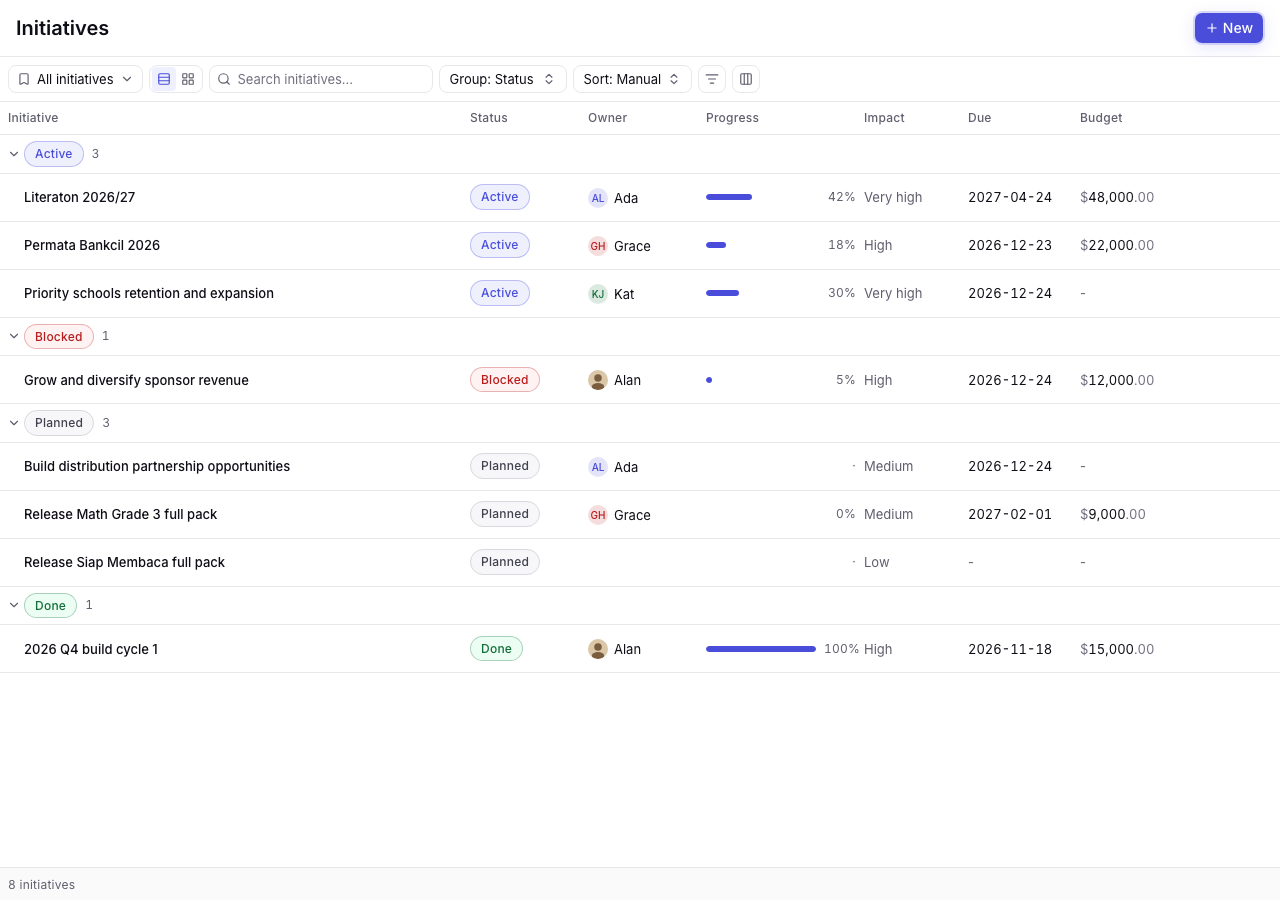 Initiatives
New
All initiatives
Search initiatives...
Group: Status
Sort: Manual
Initiative Status Owner Progress Impact Due Budget
Active 3
Literaton 2026/27 Active AL Ada 42% Very high 2027-04-24 $48,000.00
Permata Bankcil 2026 Active GH Grace 18% High 2026-12-23 $22,000.00
Priority schools retention and expansion Active KJ Kat 30% Very high 2026-12-24 -
Blocked 1
Grow and diversify sponsor revenue Blocked Alan 5% High 2026-12-24 $12,000.00
Planned 3
Build distribution partnership opportunities Planned AL Ada · Medium 2026-12-24 -
Release Math Grade 3 full pack Planned GH Grace 0% Medium 2027-02-01 $9,000.00
Release Siap Membaca full pack Planned · Low - -
Done 1
2026 Q4 build cycle 1 Done Alan 100% High 2026-11-18 $15,000.00
8 initiatives